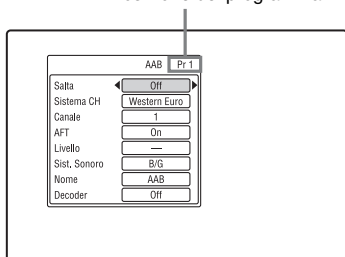 AAB Pr 1
Salta Off
Sistema CH Western Euro
Canale 1
AFT On
Livello —
Sist. Sonoro B/G
Nome AAB
Decoder Off